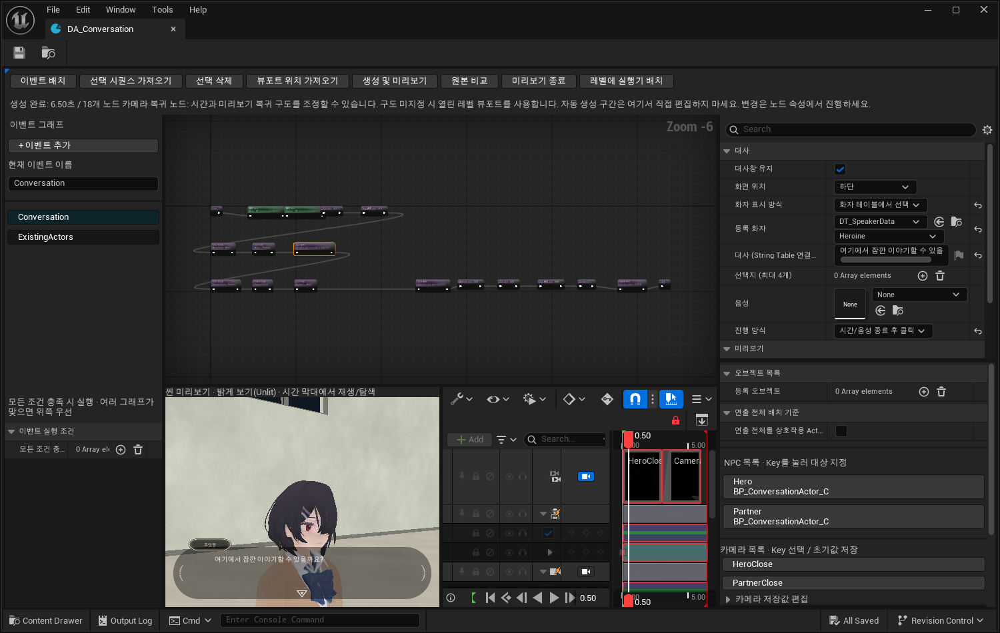 File Edit Window Tools Help
DA_Conversation
이벤트 배치 선택 시퀀스 가져오기 선택 삭제 뷰포트 위치 가져오기 생성 및 미리보기 원본 비교 미리보기 종료 레벨에 실행기 배치
생성 완료: 6.50초 / 18개 노드 카메라 복귀 노드: 시간과 미리보기 복귀 구도를 조정할 수 있습니다. 구도 미지정 시 열린 레벨 뷰포트를 사용합니다. 자동 생성 구간은 여기서 직접 편집하지 마세요. 변경은 노드 속성에서 진행하세요.
이벤트 그래프
+ 이벤트 추가
현재 이벤트 이름
Conversation
Conversation
ExistingActors
모든 조건 충족 시 실행 · 여러 그래프가
맞으면 위쪽 우선
이벤트 실행 조건
모든 조건 충... 0 Array ele
Zoom -6
씬 미리보기 · 밝게 보기(Unlit) · 시간 막대에서 재생/탐색
주인공
여기에서 잠깐 이야기할 수 있을까요?
+ Add
Search...
0.50
5.00
HeroClos
Camera
0.50
0.50
5.00
Search
대사
대사창 유지
화면 위치 하단
화자 표시 방식 화자 테이블에서 선택
등록 화자 DT_SpeakerData
Heroine
대사 (String Table 연결... 여기에서 잠깐 이야기할 수 있을
선택지 (최대 4개) 0 Array elements
음성 None None
진행 방식 시간/음성 종료 후 클릭
미리보기
오브젝트 목록
등록 오브젝트 0 Array elements
연출 전체 배치 기준
연출 전체를 상호작용 Act...
NPC 목록 · Key를 눌러 대상 지정
Hero
BP_ConversationActor_C
Partner
BP_ConversationActor_C
카메라 목록 · Key 선택 / 초기값 저장
HeroClose
PartnerClose
카메라 저장값 편집
Content Drawer Output Log Cmd Enter Console Command All Saved Revision Control